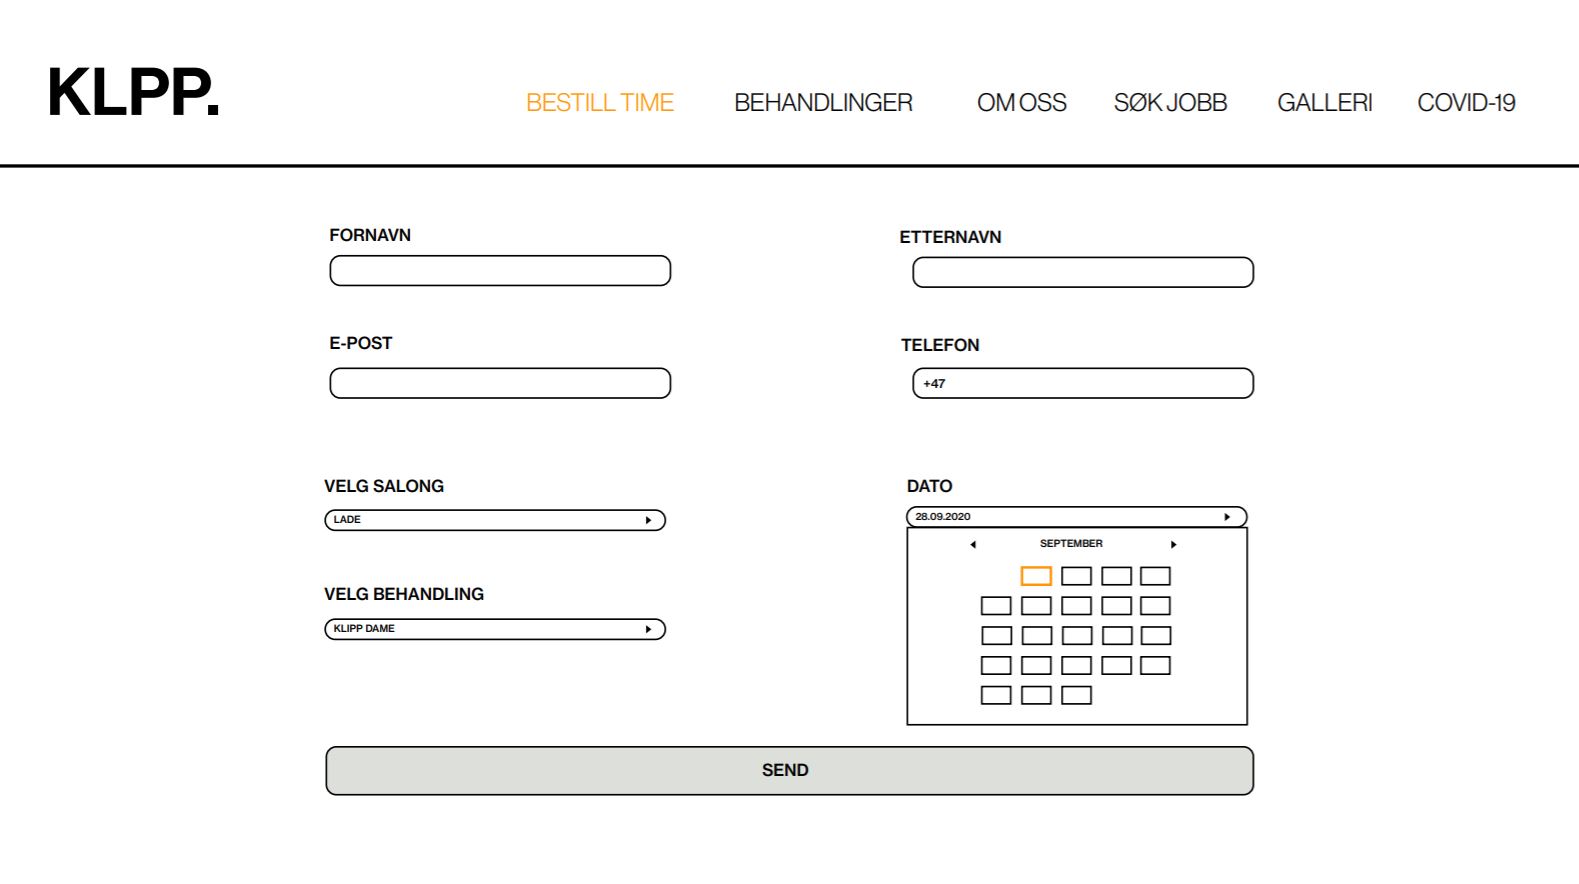 KLPP.
BESTILL TIME BEHANDLINGER OM OSS SØK JOBB GALLERI COVID-19
FORNAVN
ETTERNAVN
E-POST
TELEFON
+47
VELG SALONG
LADE
VELG BEHANDLING
KLIPP DAME
DATO
28.09.2020
SEPTEMBER
SEND